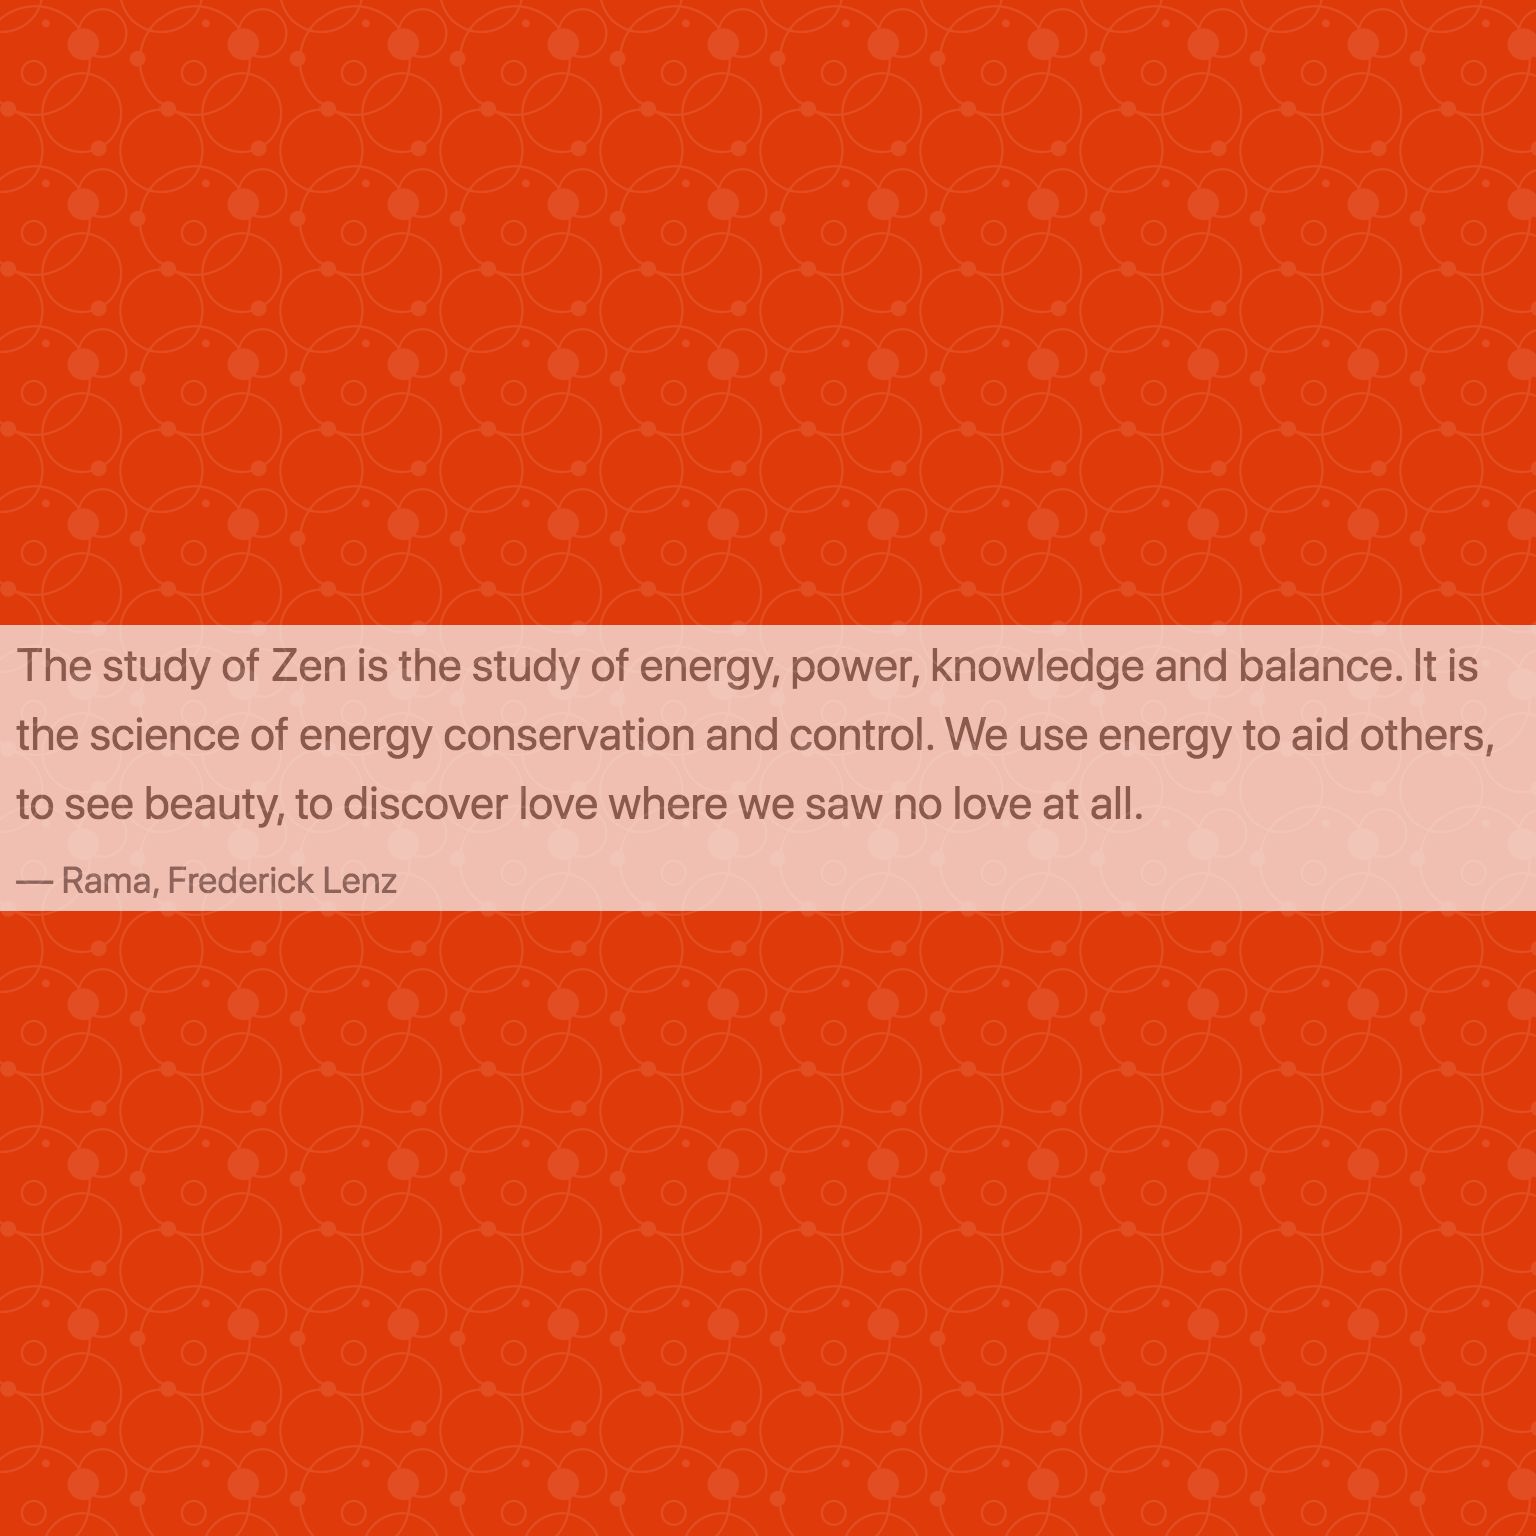 The study of Zen is the study of energy, power, knowledge and balance. It is
the science of energy conservation and control. We use energy to aid others,
to see beauty, to discover love where we saw no love at all.
— Rama, Frederick Lenz